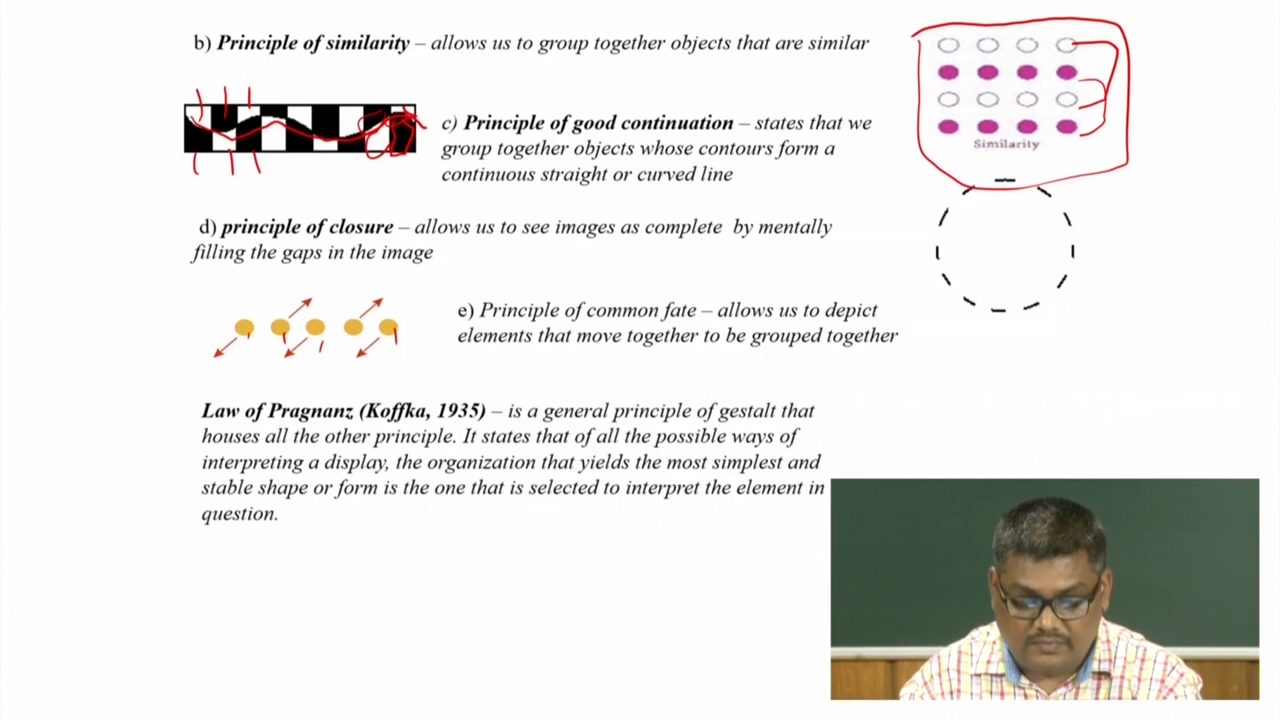 b) Principle of similarity – allows us to group together objects that are similar
Similarity
c) Principle of good continuation – states that we
group together objects whose contours form a
continuous straight or curved line
d) principle of closure – allows us to see images as complete by mentally
filling the gaps in the image
e) Principle of common fate – allows us to depict
elements that move together to be grouped together
Law of Pragnanz (Koffka, 1935) – is a general principle of gestalt that
houses all the other principle. It states that of all the possible ways of
interpreting a display, the organization that yields the most simplest and
stable shape or form is the one that is selected to interpret the element in
question.